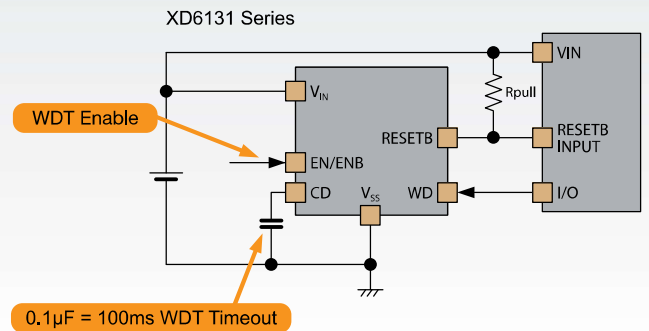 XD6131 Series
VIN
VIN
Rpull
WDT Enable
RESETB
RESETB
INPUT
EN/ENB
CD
VSS
WD
I/O
0.1µF = 100ms WDT Timeout